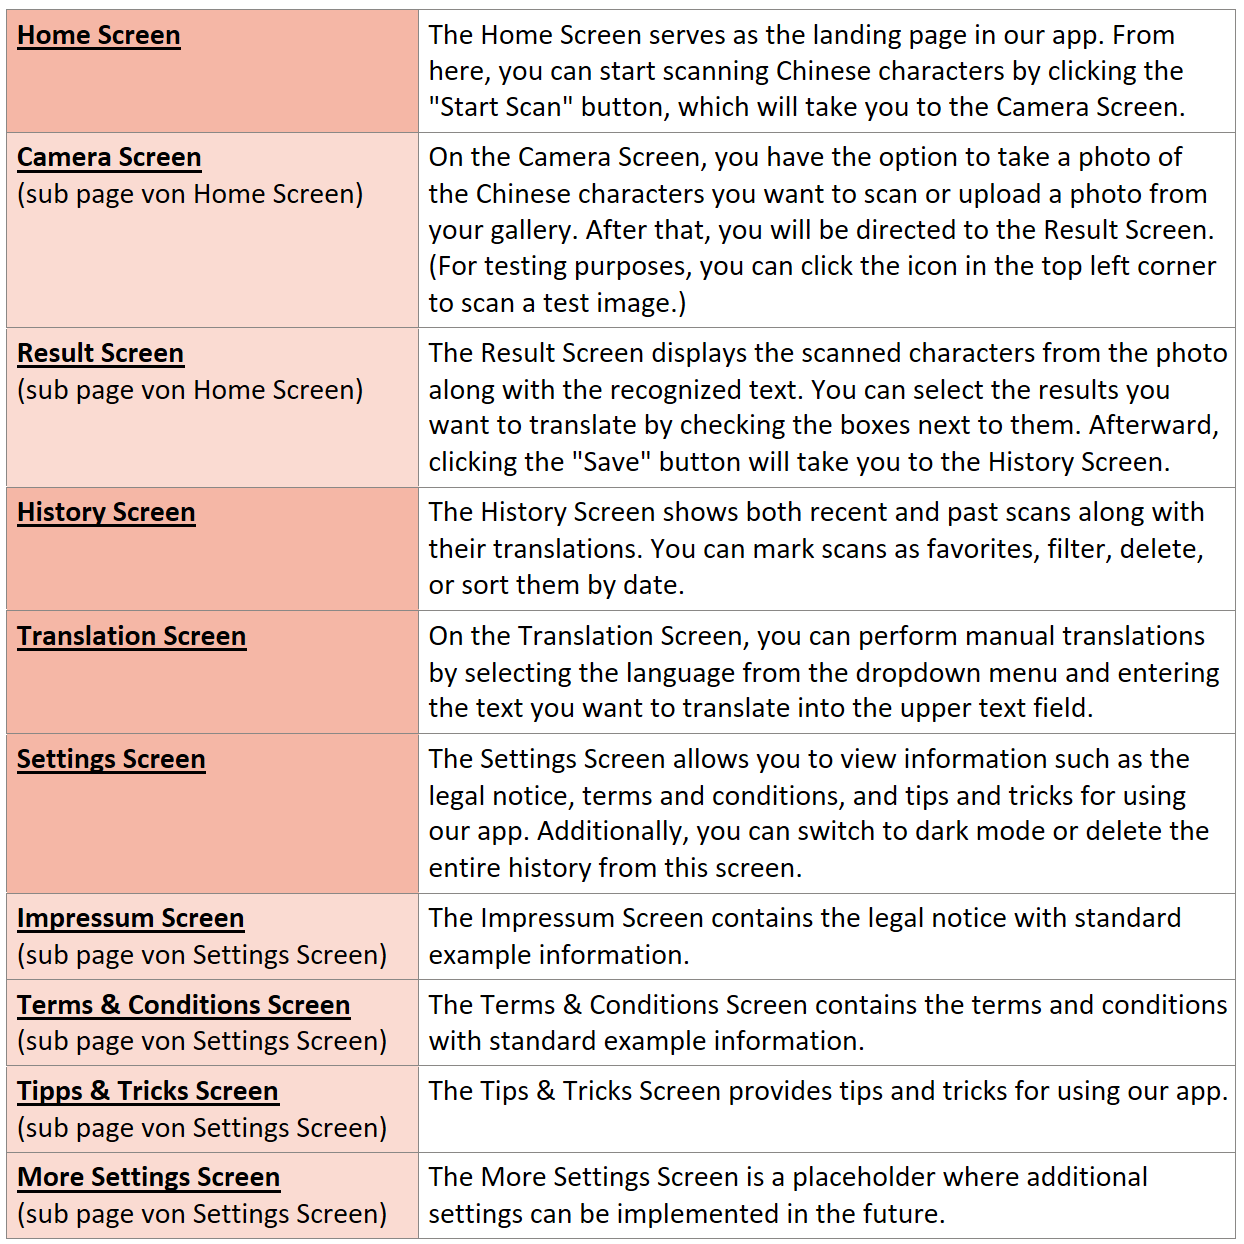 Home Screen
The Home Screen serves as the landing page in our app. From
here, you can start scanning Chinese characters by clicking the
"Start Scan" button, which will take you to the Camera Screen.
Camera Screen
(sub page von Home Screen)
On the Camera Screen, you have the option to take a photo of
the Chinese characters you want to scan or upload a photo from
your gallery. After that, you will be directed to the Result Screen.
(For testing purposes, you can click the icon in the top left corner
to scan a test image.)
Result Screen
(sub page von Home Screen)
The Result Screen displays the scanned characters from the photo
along with the recognized text. You can select the results you
want to translate by checking the boxes next to them. Afterward,
clicking the "Save" button will take you to the History Screen.
History Screen
The History Screen shows both recent and past scans along with
their translations. You can mark scans as favorites, filter, delete,
or sort them by date.
Translation Screen
On the Translation Screen, you can perform manual translations
by selecting the language from the dropdown menu and entering
the text you want to translate into the upper text field.
Settings Screen
The Settings Screen allows you to view information such as the
legal notice, terms and conditions, and tips and tricks for using
our app. Additionally, you can switch to dark mode or delete the
entire history from this screen.
Impressum Screen
(sub page von Settings Screen)
The Impressum Screen contains the legal notice with standard
example information.
Terms & Conditions Screen
(sub page von Settings Screen)
The Terms & Conditions Screen contains the terms and conditions
with standard example information.
Tipps & Tricks Screen
(sub page von Settings Screen)
The Tips & Tricks Screen provides tips and tricks for using our app.
More Settings Screen
(sub page von Settings Screen)
The More Settings Screen is a placeholder where additional
settings can be implemented in the future.